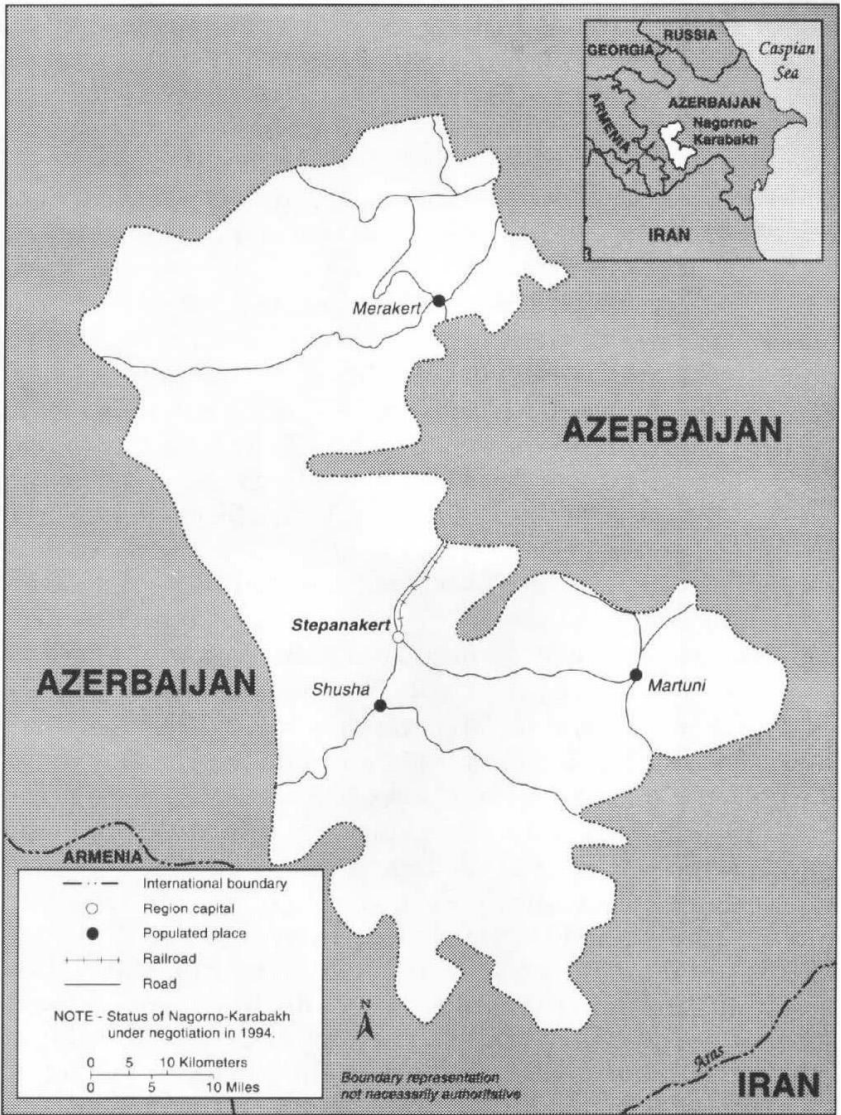 RUSSIA
GEORGIA
Caspian
Sea
AZERBAIJAN
ARMENIA
Nagorno-
Karabakh
IRAN
Merakert
AZERBAIJAN
Stepanakert
AZERBAIJAN
Shusha
Martuni
ARMENIA
International boundary
Region capital
Populated place
Railroad
Road
NOTE - Status of Nagorno-Karabakh
under negotiation in 1994.
0 5 10 Kilometers
0 5 10 Miles
N
Boundary representation
not necessarily authoritative
Aras
IRAN